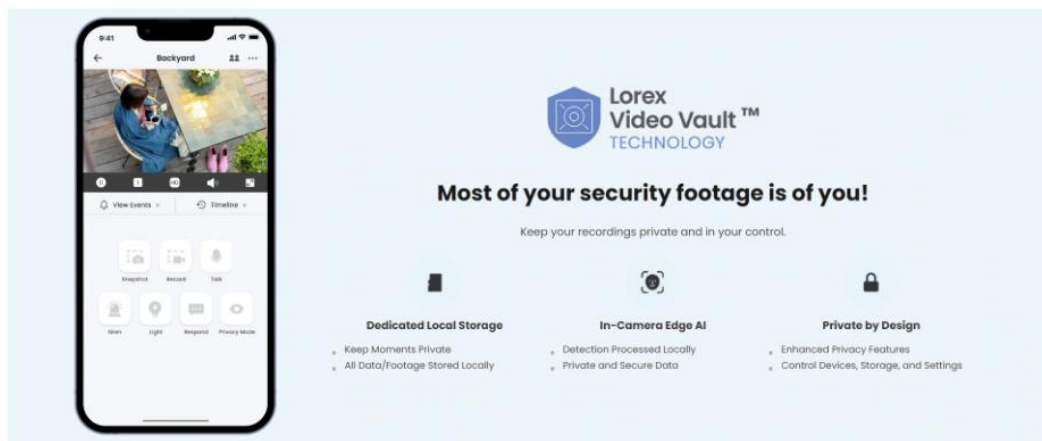 9:41
Backyard
HD
View Events
Timeline
Snapshot
Record
Talk
Siren
Light
Respond
Privacy Mode
Lorex
Video Vault™
TECHNOLOGY
Most of your security footage is of you!
Keep your recordings private and in your control.
Dedicated Local Storage
Keep Moments Private
All Data/Footage Stored Locally
In-Camera Edge AI
Detection Processed Locally
Private and Secure Data
Private by Design
Enhanced Privacy Features
Control Devices, Storage, and Settings